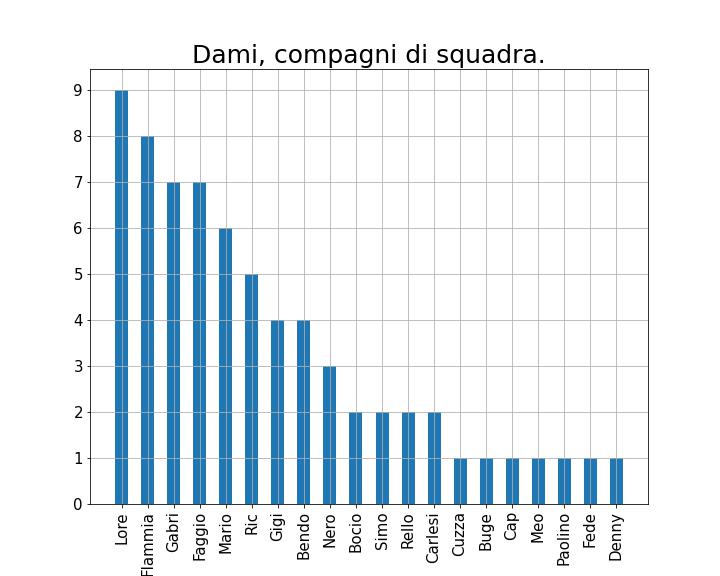 Dami, compagni di squadra.
9
8
7
6
5
4
3
2
1
0
Lore
Flammia
Gabri
Faggio
Mario
Ric
Gigi
Bendo
Nero
Bocio
Simo
Rello
Carlesi
Cuzza
Buge
Cap
Meo
Paolino
Fede
Denny